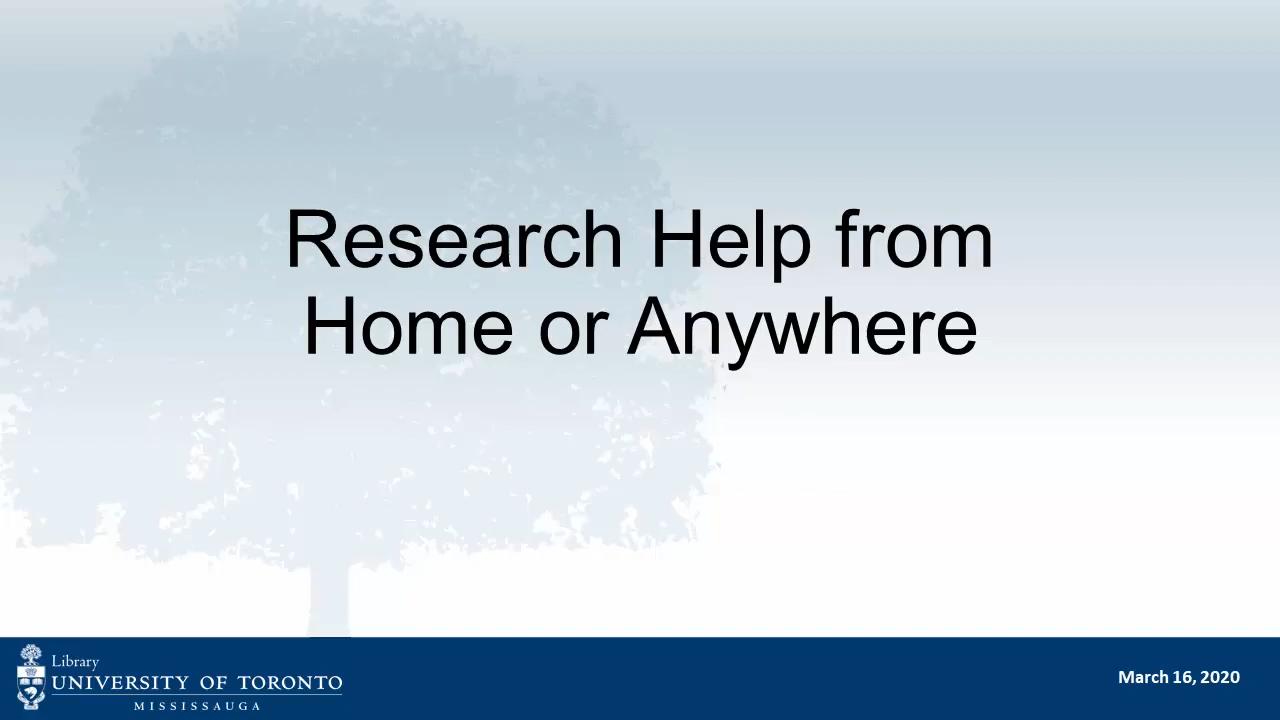 Research Help from
Home or Anywhere
Library
UNIVERSITY OF TORONTO
MISSISSAUGA
March 16, 2020